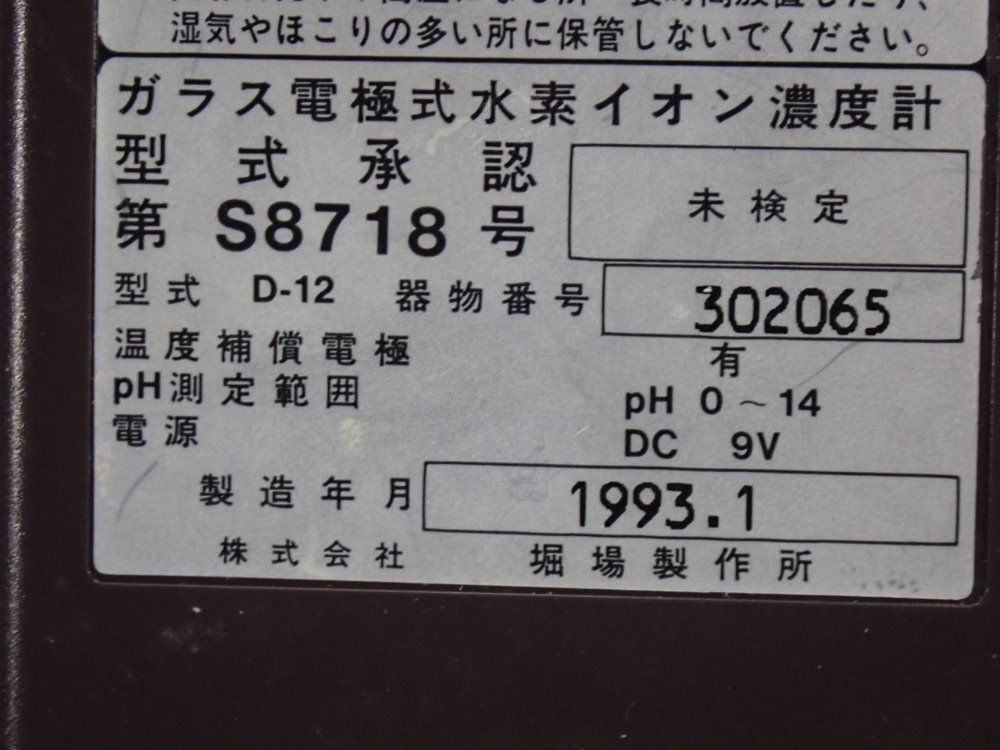 湿気やほこりの多い所に保管しないでください。
ガラス電極式水素イオン濃度計
型式承認
第 S8718 号
未検定
型式 D-12 器物番号 302065
温度補償電極 有
pH測定範囲 pH 0 ~ 14
電源 DC 9V
製造年月 1993.1
株式会社 堀場製作所